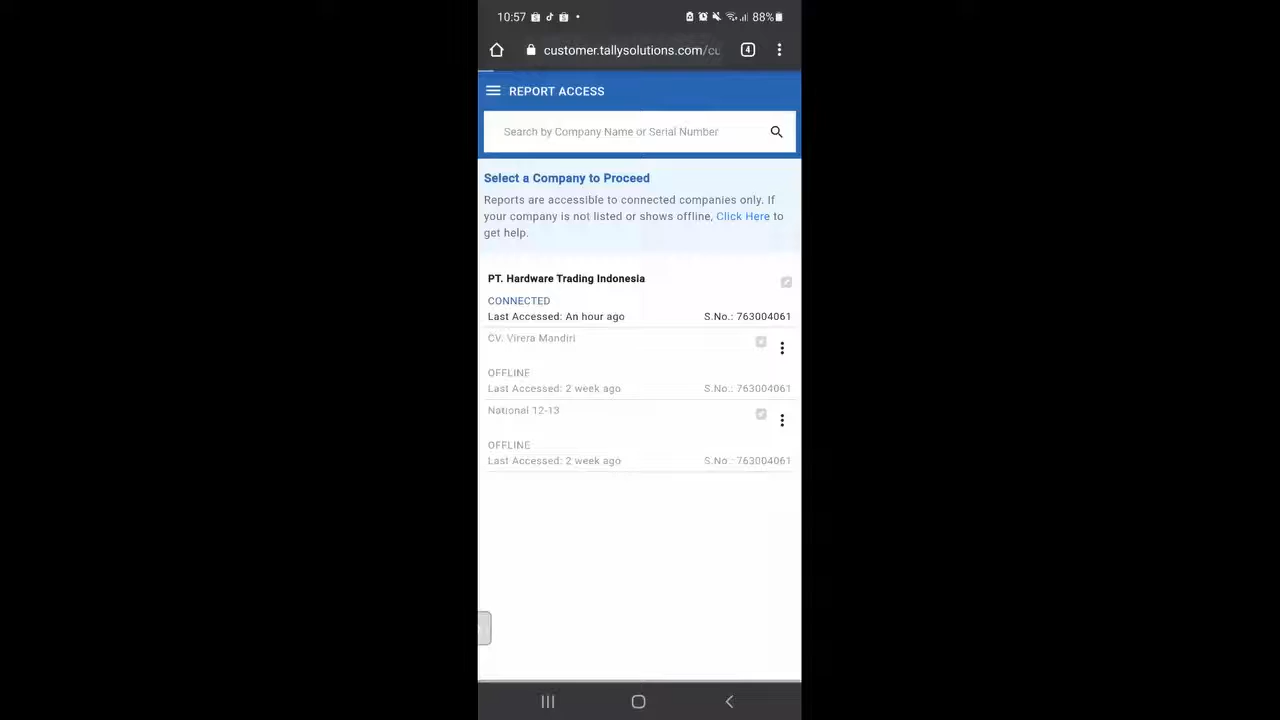 10:57
88%
customer.tallysolutions.com/cu
4
REPORT ACCESS
Search by Company Name or Serial Number
Select a Company to Proceed
Reports are accessible to connected companies only. If
your company is not listed or shows offline, Click Here to
get help.
PT. Hardware Trading Indonesia
CONNECTED
Last Accessed: An hour ago S.No.: 763004061
CV. Virera Mandiri
OFFLINE
Last Accessed: 2 week ago S.No.: 763004061
National 12-13
OFFLINE
Last Accessed: 2 week ago S.No.: 763004061